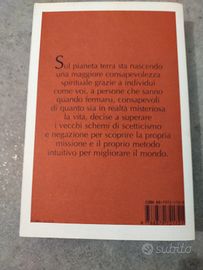 Sul pianeta terra sta nascendo
una maggiore consapevolezza
spirituale grazie a individui
come voi, a persone che sanno
quando fermarsi, consapevoli
di quanto sia in realtà misteriosa
la vita, decise a superare
i vecchi schemi di scetticismo
e negazione per scoprire la propria
missione e il proprio metodo
intuitivo per migliorare il mondo.
ISBN 88-
subito